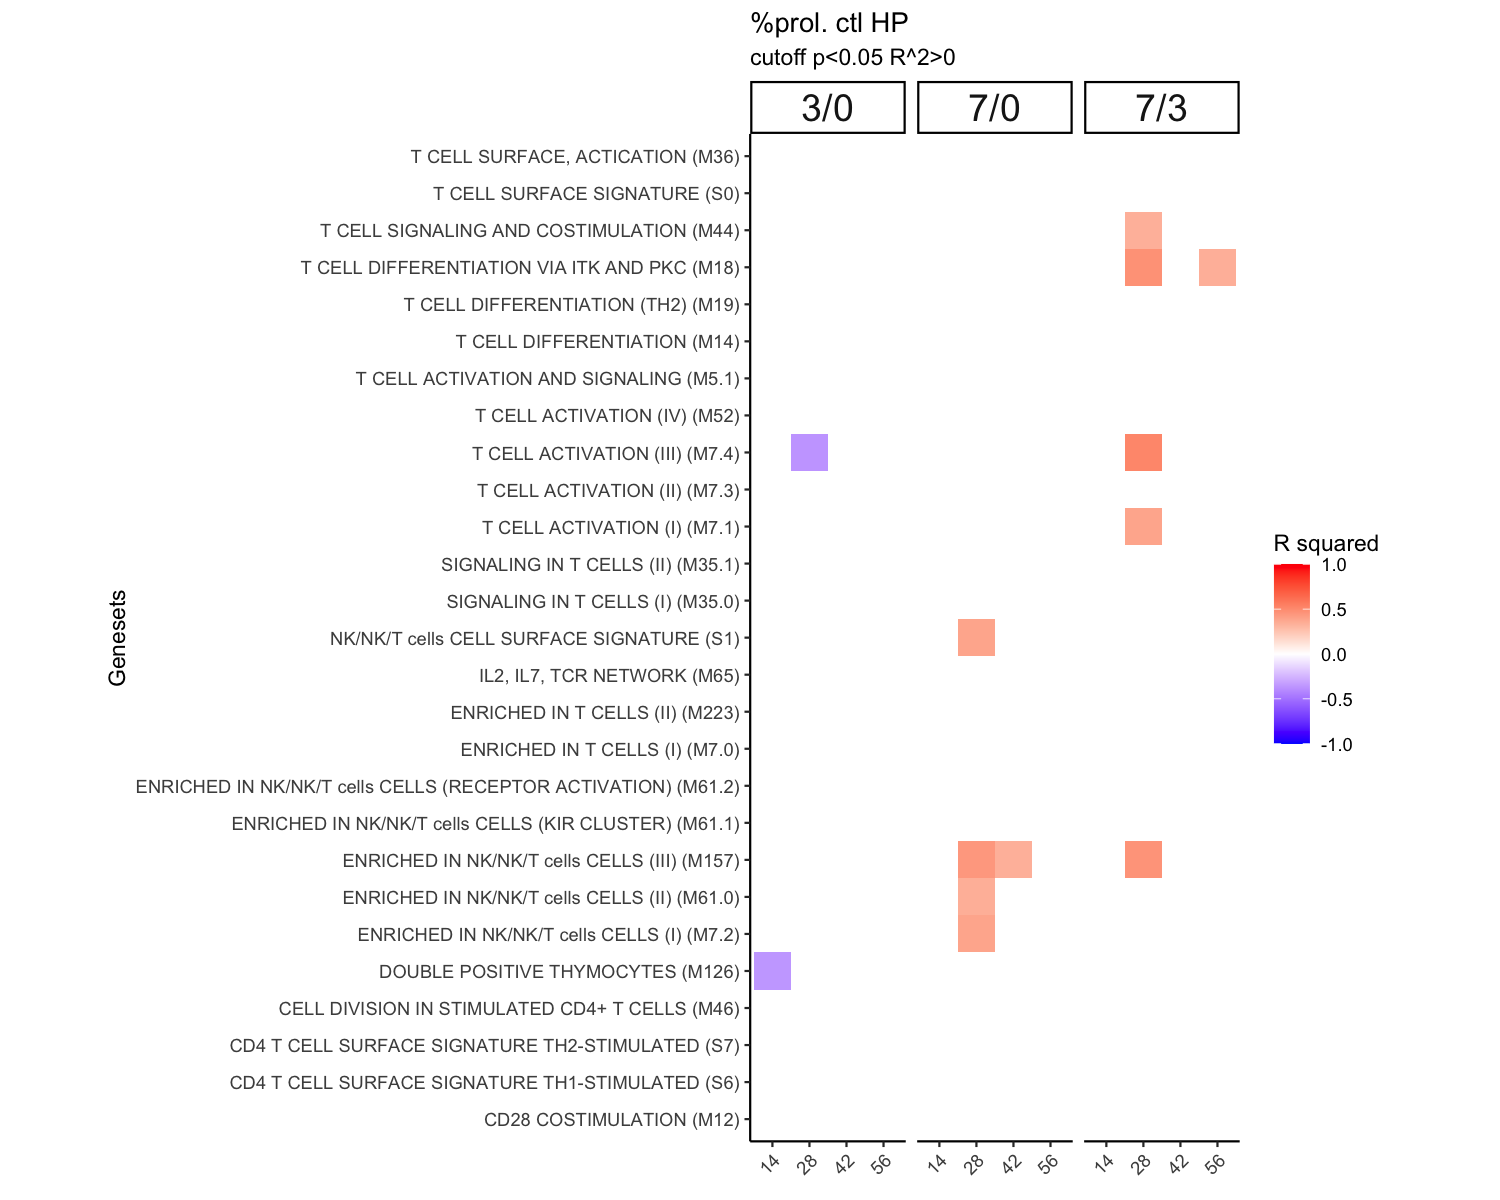 %prol. ctl HP
cutoff p<0.05 R^2>0
3/0 7/0 7/3
T CELL SURFACE, ACTICATION (M36)
T CELL SURFACE SIGNATURE (S0)
T CELL SIGNALING AND COSTIMULATION (M44)
T CELL DIFFERENTIATION VIA ITK AND PKC (M18)
T CELL DIFFERENTIATION (TH2) (M19)
T CELL DIFFERENTIATION (M14)
T CELL ACTIVATION AND SIGNALING (M5.1)
T CELL ACTIVATION (IV) (M52)
T CELL ACTIVATION (III) (M7.4)
T CELL ACTIVATION (II) (M7.3)
T CELL ACTIVATION (I) (M7.1)
SIGNALING IN T CELLS (II) (M35.1)
SIGNALING IN T CELLS (I) (M35.0)
NK/NK/T cells CELL SURFACE SIGNATURE (S1)
IL2, IL7, TCR NETWORK (M65)
ENRICHED IN T CELLS (II) (M223)
ENRICHED IN T CELLS (I) (M7.0)
ENRICHED IN NK/NK/T cells CELLS (RECEPTOR ACTIVATION) (M61.2)
ENRICHED IN NK/NK/T cells CELLS (KIR CLUSTER) (M61.1)
ENRICHED IN NK/NK/T cells CELLS (III) (M157)
ENRICHED IN NK/NK/T cells CELLS (II) (M61.0)
ENRICHED IN NK/NK/T cells CELLS (I) (M7.2)
DOUBLE POSITIVE THYMOCYTES (M126)
CELL DIVISION IN STIMULATED CD4+ T CELLS (M46)
CD4 T CELL SURFACE SIGNATURE TH2-STIMULATED (S7)
CD4 T CELL SURFACE SIGNATURE TH1-STIMULATED (S6)
CD28 COSTIMULATION (M12)
Genesets
14 28 42 56 14 28 42 56 14 28 42 56
R squared
1.0
0.5
0.0
-0.5
-1.0